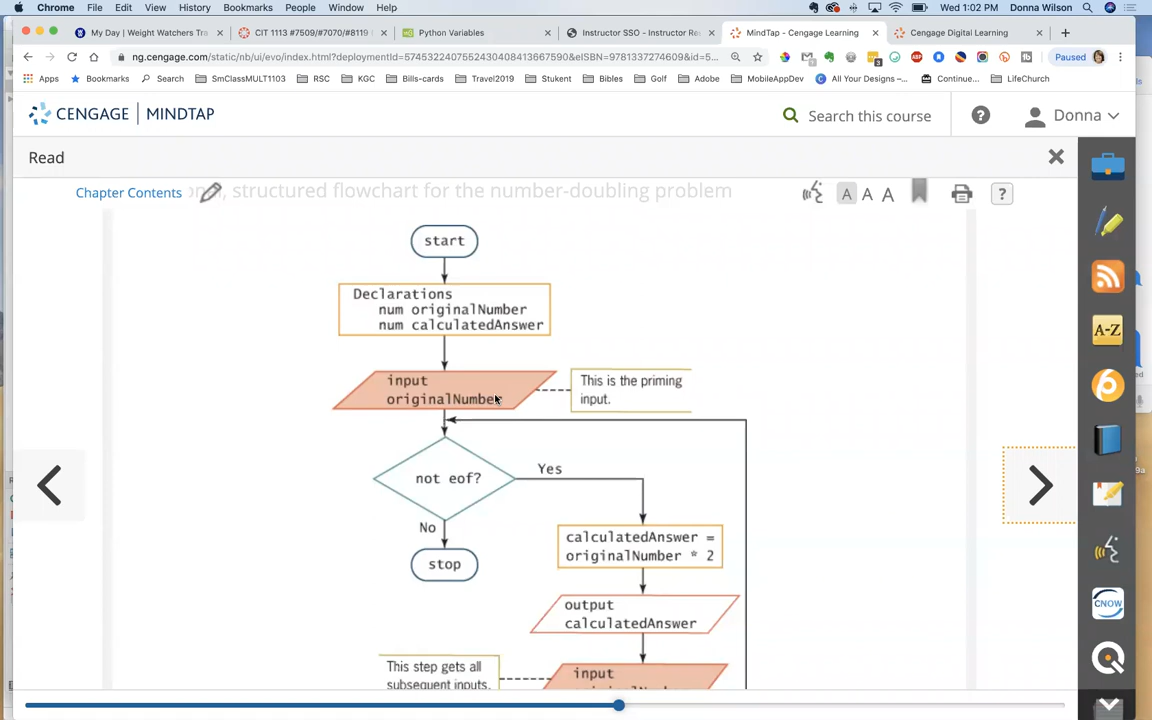 Chrome File Edit View History Bookmarks People Window Help Wed 1:02 PM Donna Wilson
My Day | Weight Watchers Tra
CIT 1113 #7509/#7070/#8119
Python Variables
Instructor SSO - Instructor Re
MindTap - Cengage Learning
Cengage Digital Learning
ng.cengage.com/static/nb/ui/evo/index.html?deploymentId=57453224075524304084136675​90&eISBN=9781337274609&id=5... Paused
Apps Bookmarks Search SmClassMULT1103 RSC KGC Bills-cards Travel2019 Stukent Bibles Golf Adobe MobileAppDev All Your Designs -... Continue... LifeChurch
CENGAGE MINDTAP
Search this course
Donna
Read
Chapter Contents
structured flowchart for the number-doubling problem
A A A
?
start
Declarations
num originalNumber
num calculatedAnswer
input
originalNumber
This is the priming
input.
not eof?
Yes
No
stop
calculatedAnswer =
originalNumber * 2
output
calculatedAnswer
This step gets all
subsequent inputs.
input
A-Z
CNOW